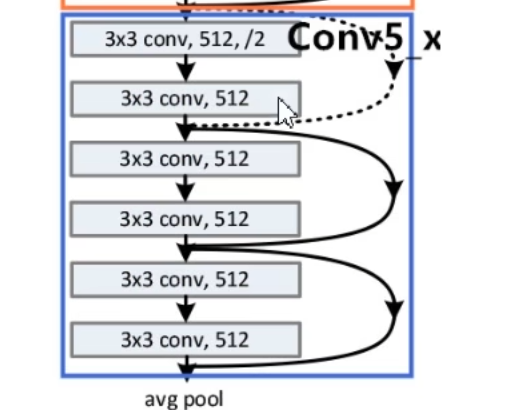 3x3 conv, 512, /2
Conv5_x
3x3 conv, 512
3x3 conv, 512
3x3 conv, 512
3x3 conv, 512
3x3 conv, 512
avg pool